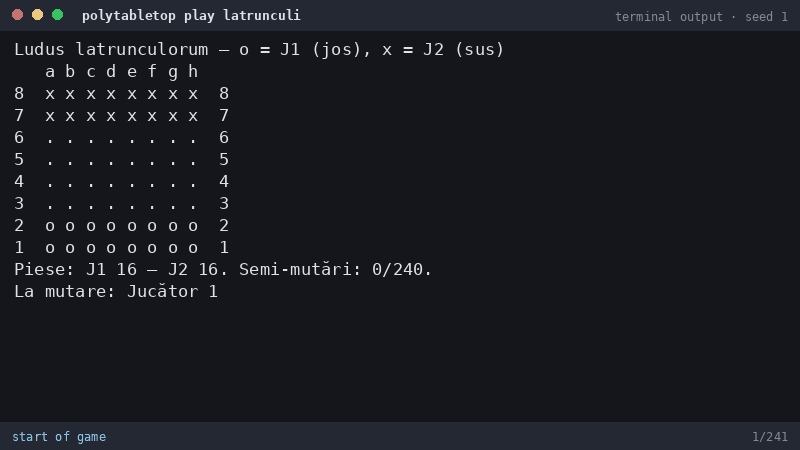 polytabletop play latrunculi
terminal output · seed 1
Ludus latrunculorum — o = J1 (jos), x = J2 (sus)
a b c d e f g h
8 x x x x x x x x 8
7 x x x x x x x x 7
6 . . . . . . . . 6
5 . . . . . . . . 5
4 . . . . . . . . 4
3 . . . . . . . . 3
2 o o o o o o o o 2
1 o o o o o o o o 1
Piese: J1 16 — J2 16. Semi-mutări: 0/240.
La mutare: Jucător 1
start of game
1/241